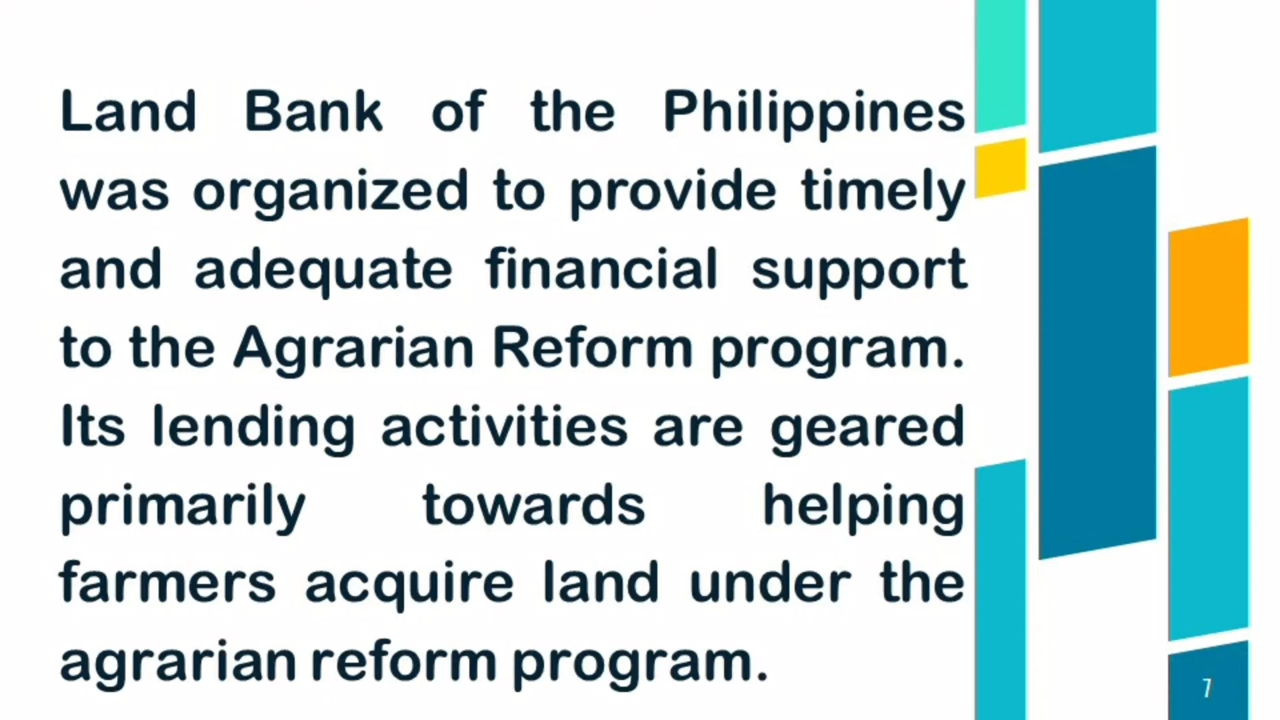 Land Bank of the Philippines
was organized to provide timely
and adequate financial support
to the Agrarian Reform program.
Its lending activities are geared
primarily towards helping
farmers acquire land under the
agrarian reform program.
7